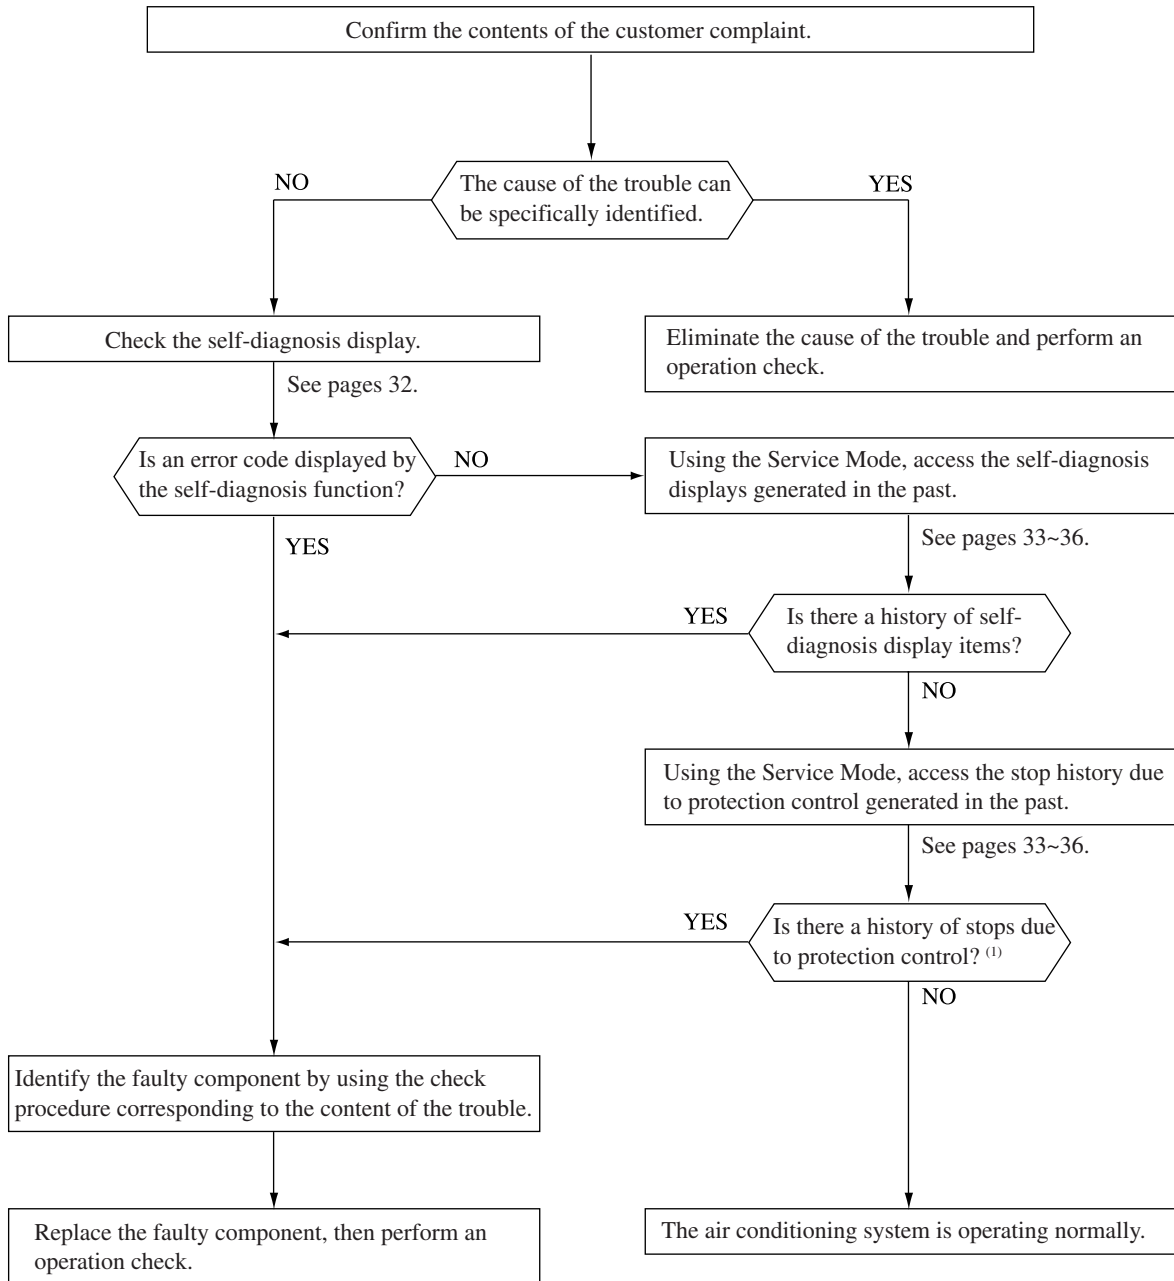 Confirm the contents of the customer complaint.
NO
The cause of the trouble can
be specifically identified.
YES
Check the self-diagnosis display.
See pages 32.
Eliminate the cause of the trouble and perform an
operation check.
Is an error code displayed by
the self-diagnosis function?
NO
YES
Using the Service Mode, access the self-diagnosis
displays generated in the past.
See pages 33~36.
YES
Is there a history of self-
diagnosis display items?
NO
Using the Service Mode, access the stop history due
to protection control generated in the past.
See pages 33~36.
YES
Is there a history of stops due
to protection control? (1)
NO
Identify the faulty component by using the check
procedure corresponding to the content of the trouble.
Replace the faulty component, then perform an
operation check.
The air conditioning system is operating normally.